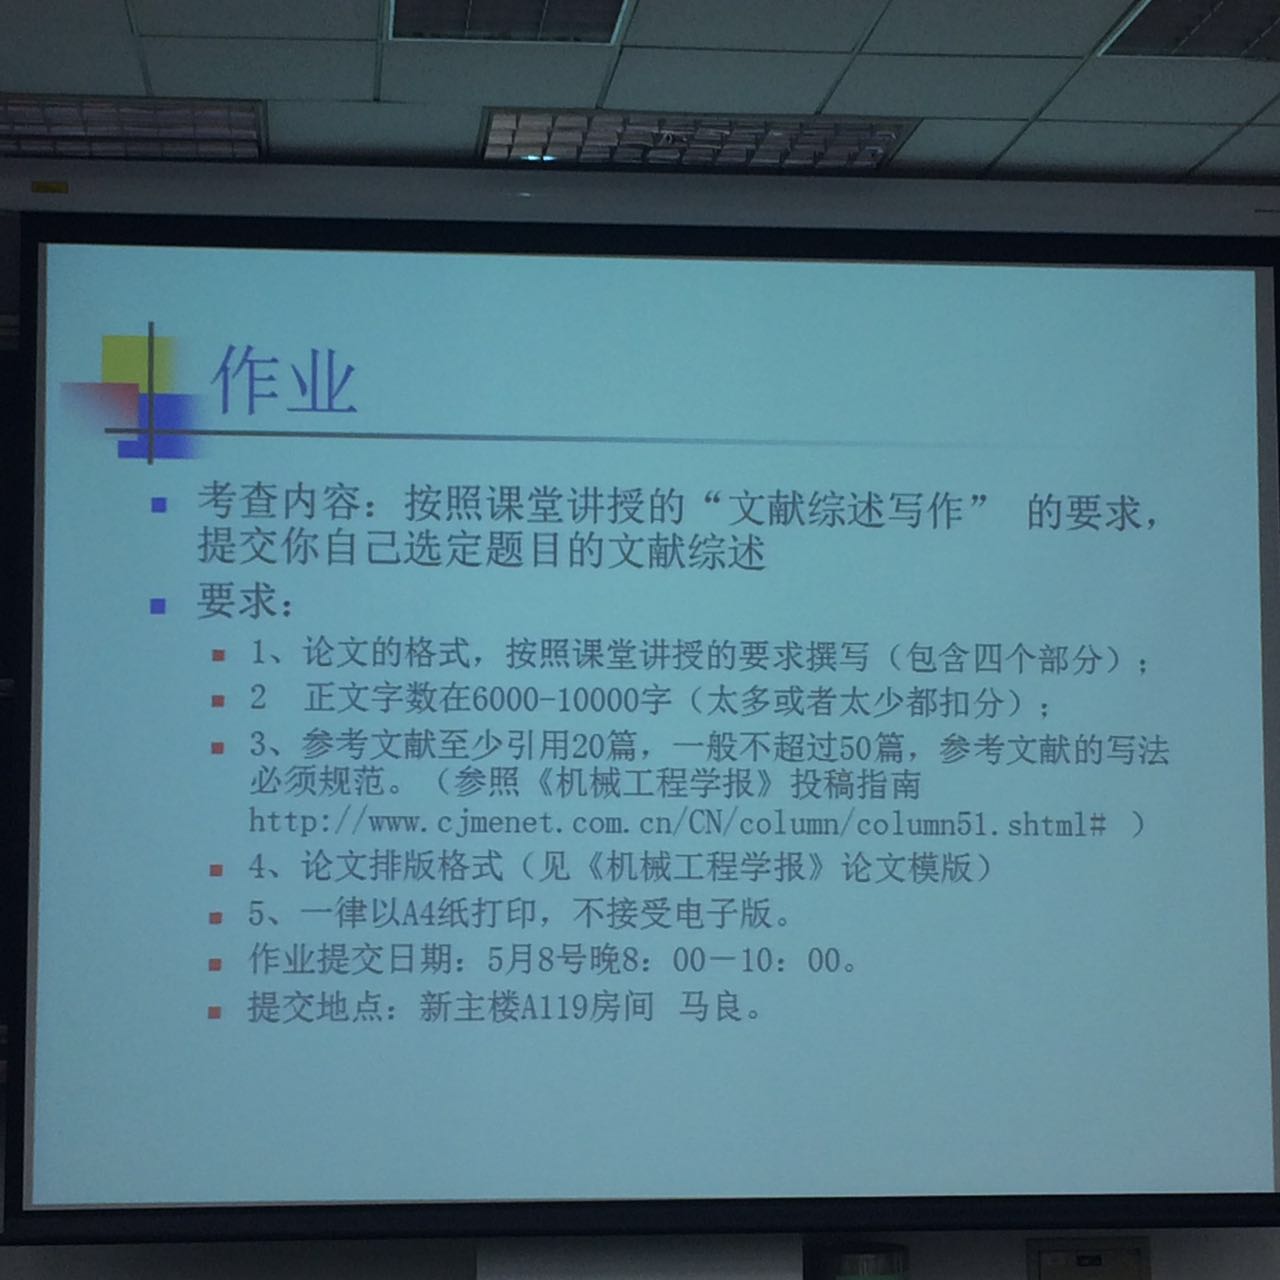 作业
考查内容：按照课堂讲授的“文献综述写作” 的要求，
提交你自己选定题目的文献综述
要求：
1、论文的格式，按照课堂讲授的要求撰写（包含四个部分）；
2 正文字数在6000-10000字（太多或者太少都扣分）；
3、参考文献至少引用20篇，一般不超过50篇，参考文献的写法
必须规范。（参照《机械工程学报》投稿指南
http://www.cjmenet.com.cn/CN/column/column51.shtml# ）
4、论文排版格式（见《机械工程学报》论文模版）
5、一律以A4纸打印，不接受电子版。
作业提交日期：5月8号晚8：00－10：00。
提交地点：新主楼A119房间 马良。